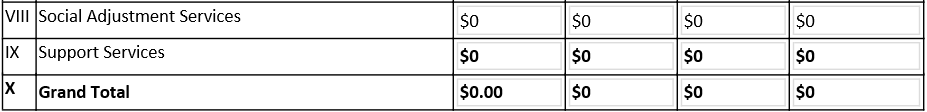 VIII Social Adjustment Services $0 $0 $0 $0
IX Support Services $0 $0 $0 $0
X Grand Total $0.00 $0 $0 $0